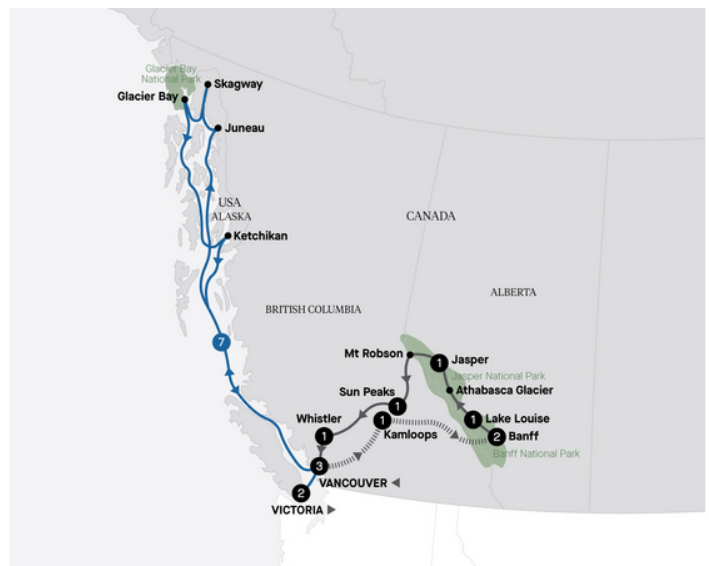 Glacier Bay
National Park
Skagway
Glacier Bay
Juneau
USA
ALASKA
CANADA
Ketchikan
ALBERTA
BRITISH COLUMBIA
7
Mt Robson
1
Jasper
Jasper National Park
Sun Peaks
Athabasca Glacier
1
Whistler
1
Lake Louise
1
Kamloops
1
2
Banff
Banff National Park
3
VANCOUVER
2
VICTORIA